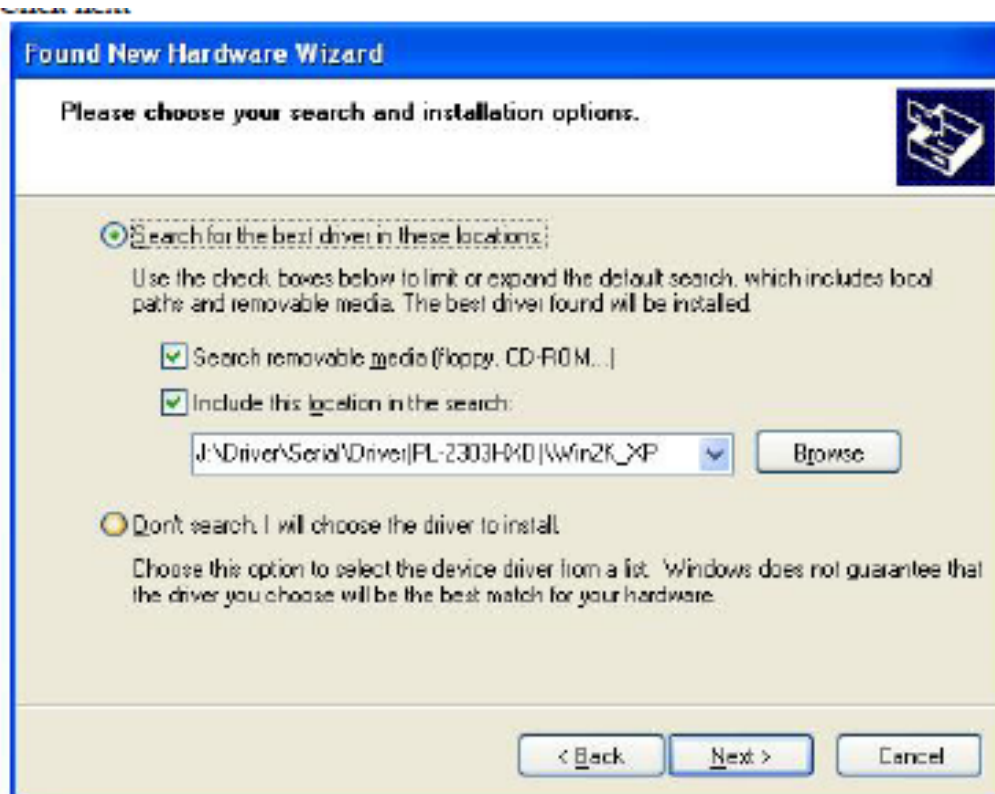 Click next
Found New Hardware Wizard
Please choose your search and installation options.
Search for the best driver in these locations.
Use the check boxes below to limit or expand the default search, which includes local
paths and removable media. The best driver found will be installed.
Search removable media (floppy, CD-ROM...)
Include this location in the search:
J:\Driver\Serial\Driver(PL-2303HXD)\Win2K_XP
Browse
Don't search. I will choose the driver to install.
Choose this option to select the device driver from a list. Windows does not guarantee that
the driver you choose will be the best match for your hardware.
< Back
Next >
Cancel